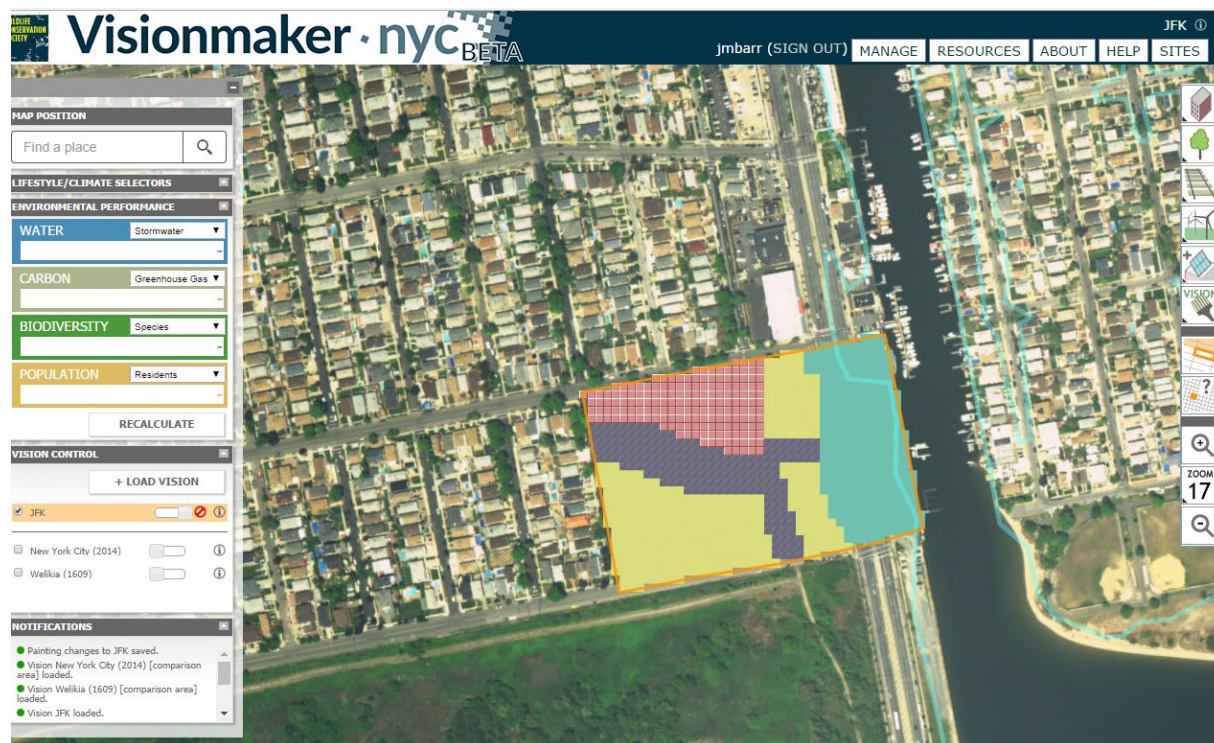 WILDLIFE
CONSERVATION
SOCIETY
Visionmaker · nyc
BETA
JFK
jmbarr (SIGN OUT)
MANAGE
RESOURCES
ABOUT
HELP
SITES
MAP POSITION
Find a place
LIFESTYLE/CLIMATE SELECTORS
ENVIRONMENTAL PERFORMANCE
WATER
Stormwater
CARBON
Greenhouse Gas
BIODIVERSITY
Species
POPULATION
Residents
RECALCULATE
VISION CONTROL
+ LOAD VISION
JFK
New York City (2014)
Welikia (1609)
NOTIFICATIONS
Painting changes to JFK saved.
Vision New York City (2014) [comparison
area] loaded.
Vision Welikia (1609) [comparison area]
loaded.
Vision JFK loaded.
VISION
?
ZOOM
17